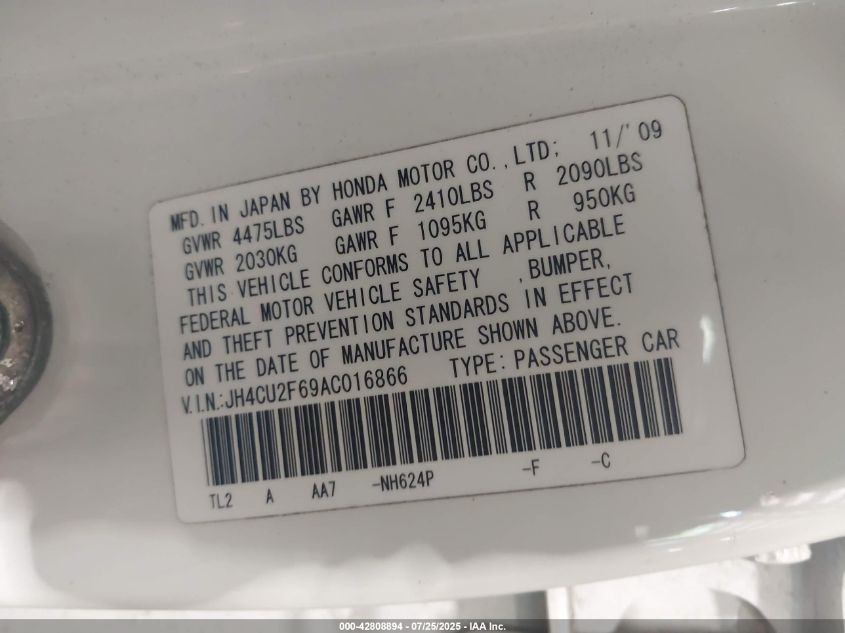 MFD. IN JAPAN BY HONDA MOTOR CO., LTD; 11/'09
GVWR 4475LBS GAWR F 2410LBS R 2090LBS
GVWR 2030KG GAWR F 1095KG R 950KG
THIS VEHICLE CONFORMS TO ALL APPLICABLE
FEDERAL MOTOR VEHICLE SAFETY ,BUMPER,
AND THEFT PREVENTION STANDARDS IN EFFECT
ON THE DATE OF MANUFACTURE SHOWN ABOVE.
V.I.N.:JH4CU2F69AC016866 TYPE: PASSENGER CAR
TL2 A AA7 -NH624P -F -C
000-42808894 - 07/25/2025 - IAA Inc.